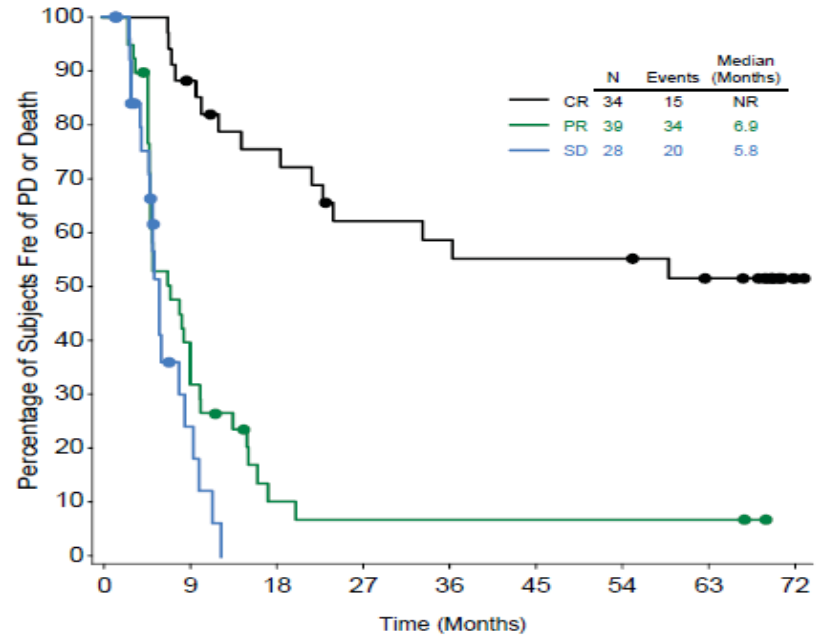 Percentage of Subjects Fre of PD or Death
100
90
80
70
60
50
40
30
20
10
0
Median
N Events (Months)
CR 34 15 NR
PR 39 34 6.9
SD 28 20 5.8
0 9 18 27 36 45 54 63 72
Time (Months)